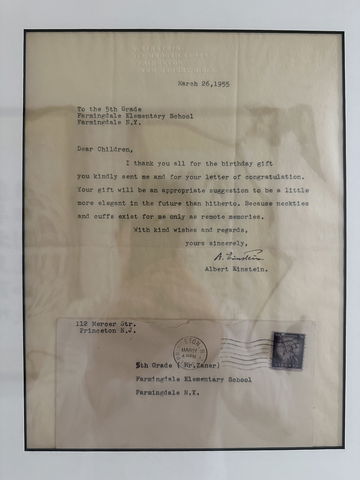 March 26,1955
To the 5th Grade
Farmingdale Elementary School
Farmingdale N.Y.
Dear Children,
I thank you all for the birthday gift
you kindly sent me and for your letter of congratulation.
Your gift will be an appropriate suggestion to be a little
more elegant in the future than hitherto. Because neckties
and cuffs exist for me only as remote memories.
With kind wishes and regards,
yours sincerely,
A. Einstein
Albert Einstein.
112 Mercer Str.
Princeton N.J.
5th Grade (Mr.Zaner)
Farmingdale Elementary School
Farmingdale N.Y.